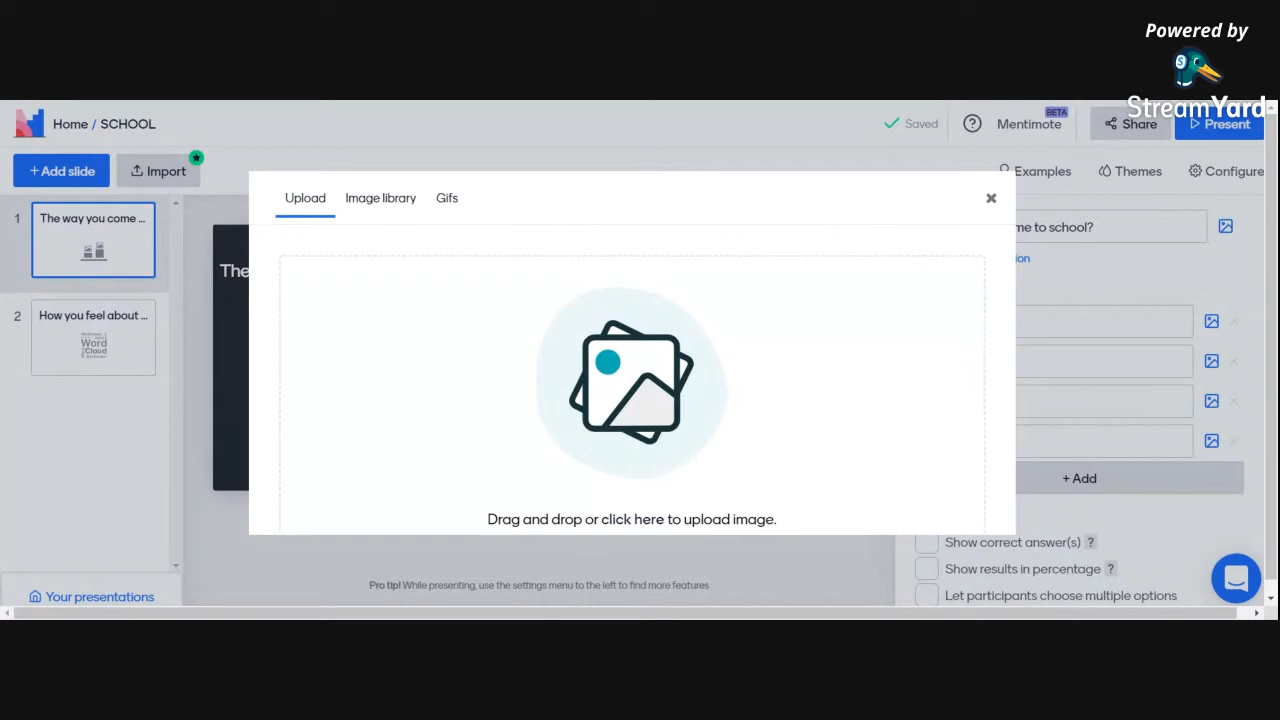 Powered by
StreamYard
Home / SCHOOL
Saved
Mentimote
BETA
Share
Present
+ Add slide
Import
Examples
Themes
Configure
Upload
Image library
Gifs
1
The way you come ...
2
How you feel about ...
Word
Cloud
The
me to school?
ion
Drag and drop or click here to upload image.
+ Add
Show correct answer(s) ?
Show results in percentage ?
Let participants choose multiple options
Pro tip! While presenting, use the settings menu to the left to find more features
Your presentations